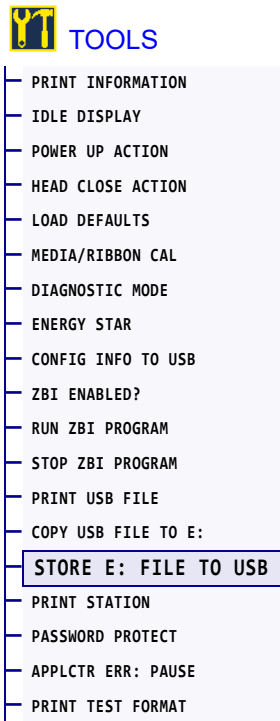 TOOLS
PRINT INFORMATION
IDLE DISPLAY
POWER UP ACTION
HEAD CLOSE ACTION
LOAD DEFAULTS
MEDIA/RIBBON CAL
DIAGNOSTIC MODE
ENERGY STAR
CONFIG INFO TO USB
ZBI ENABLED?
RUN ZBI PROGRAM
STOP ZBI PROGRAM
PRINT USB FILE
COPY USB FILE TO E:
STORE E: FILE TO USB
PRINT STATION
PASSWORD PROTECT
APPLCTR ERR: PAUSE
PRINT TEST FORMAT